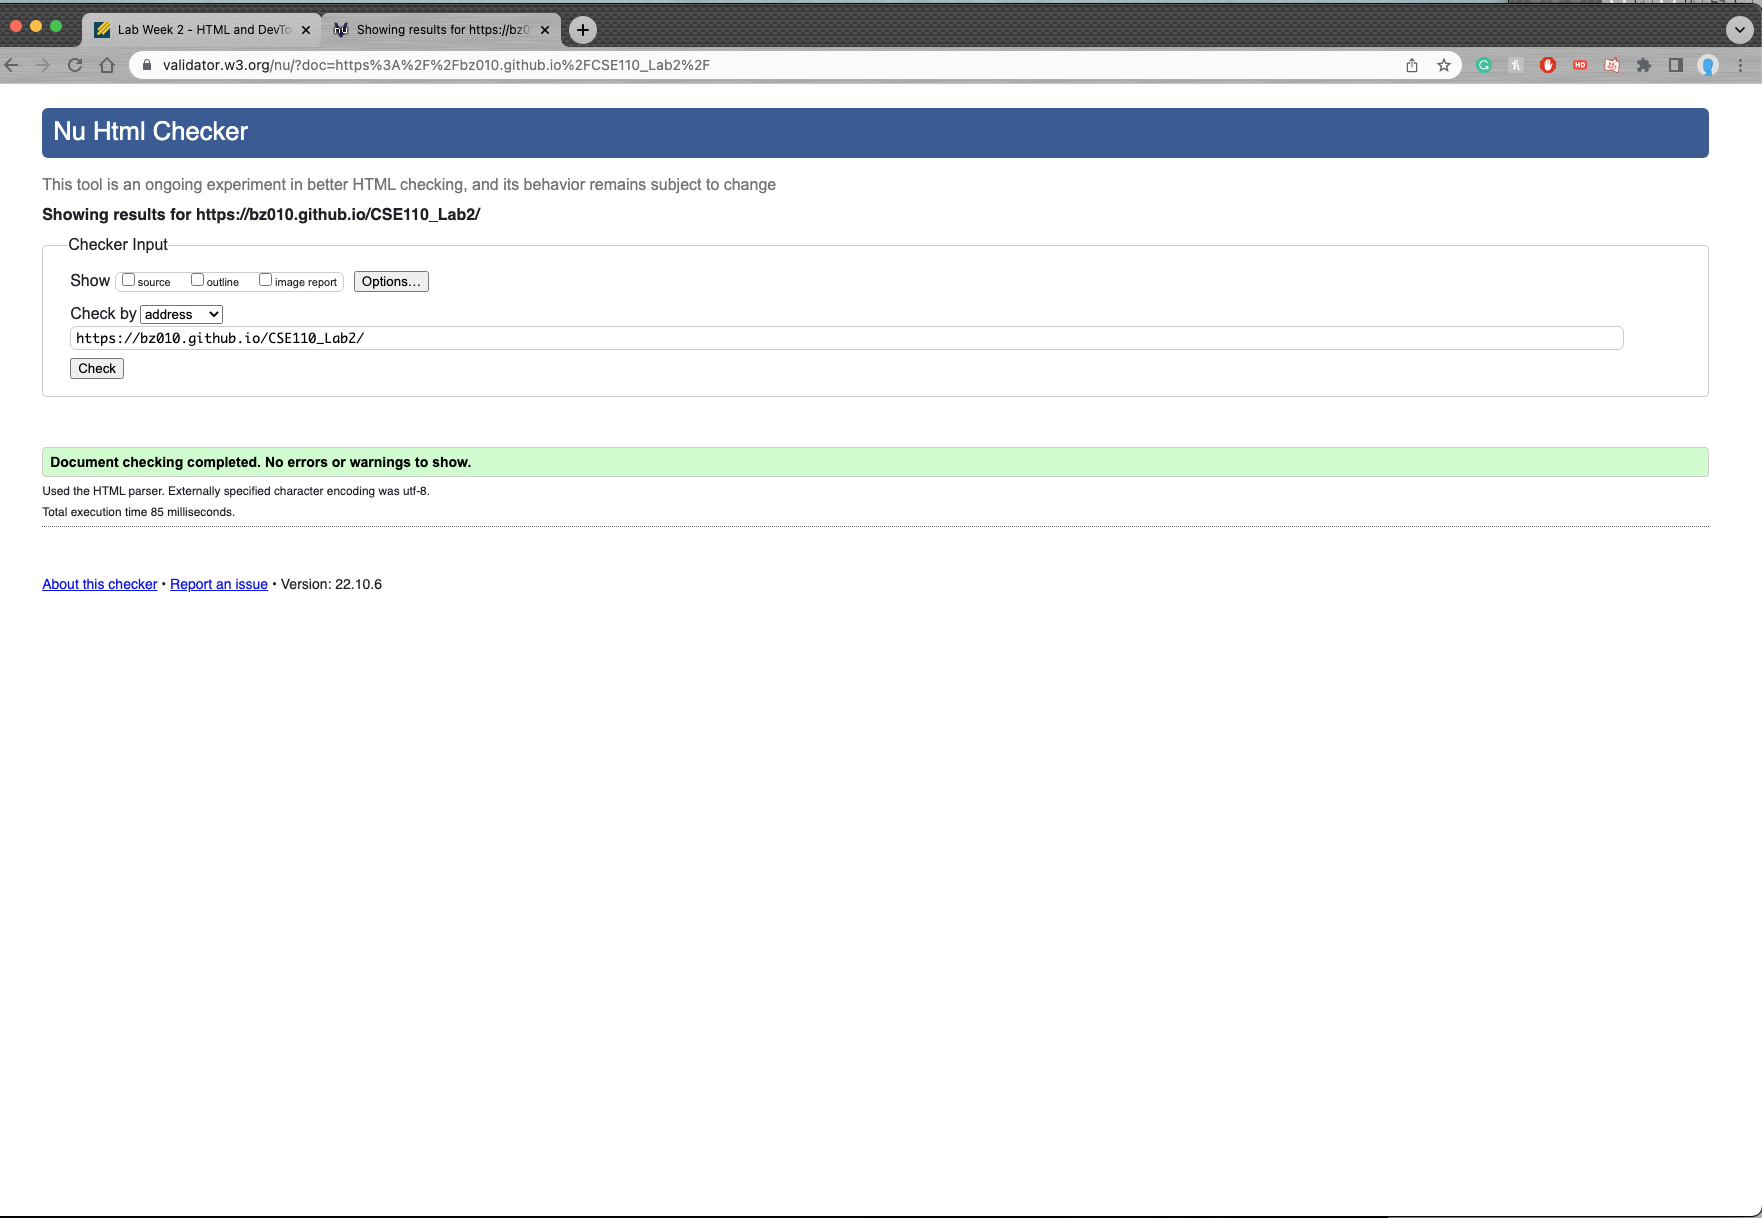 Lab Week 2 - HTML and DevTo
nu Showing results for https://bz0
validator.w3.org/nu/?doc=https%3A%2F%2Fbz010.github.io%2FCSE110_Lab2%2F
HD
Nu Html Checker
This tool is an ongoing experiment in better HTML checking, and its behavior remains subject to change
Showing results for https://bz010.github.io/CSE110_Lab2/
Checker Input
Show source outline image report Options...
Check by address
https://bz010.github.io/CSE110_Lab2/
Check
Document checking completed. No errors or warnings to show.
Used the HTML parser. Externally specified character encoding was utf-8.
Total execution time 85 milliseconds.
About this checker • Report an issue • Version: 22.10.6